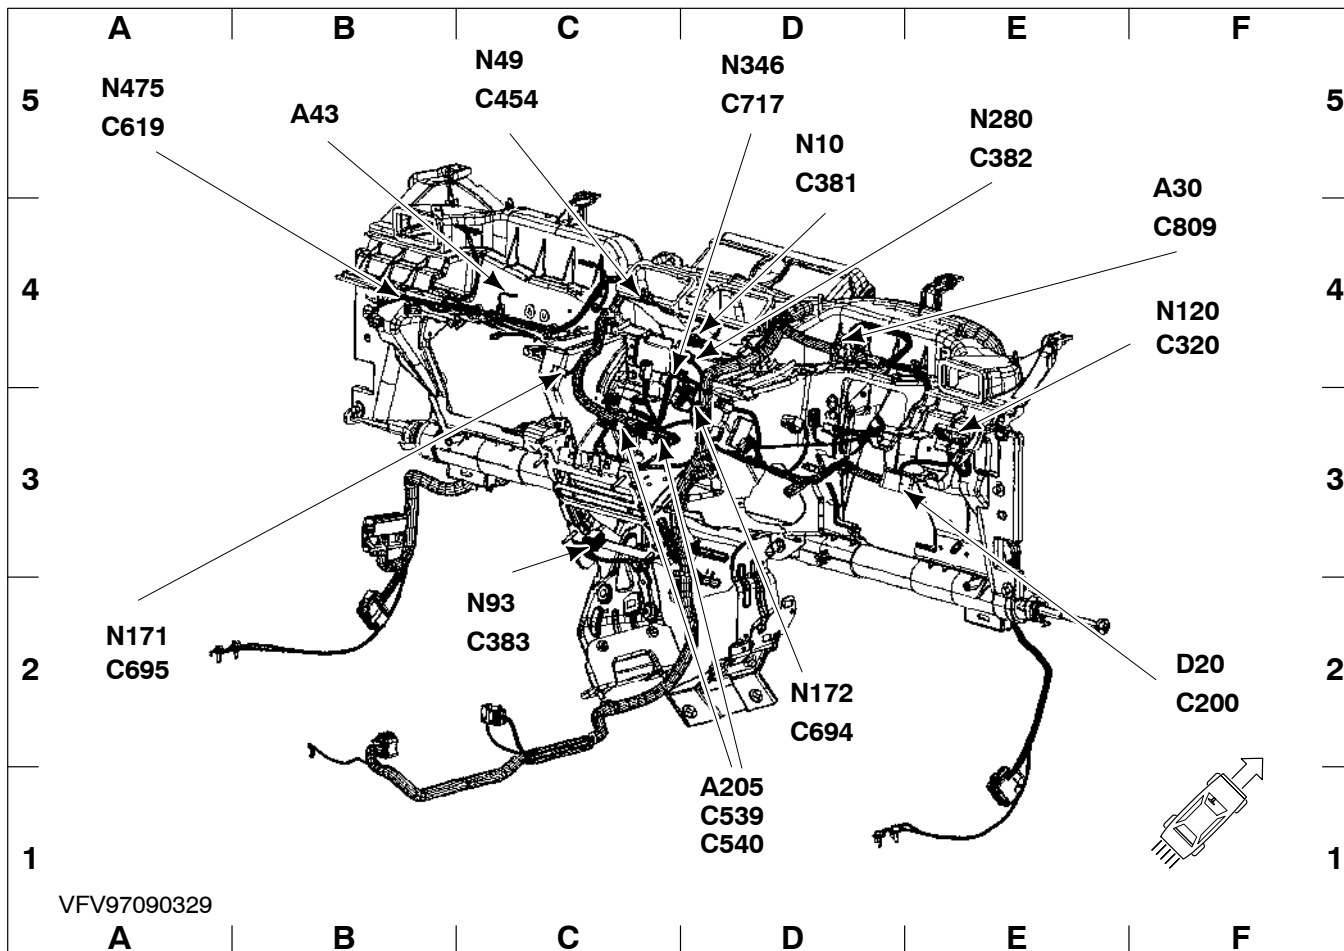 A B C D E F
5 5
N475
C619
A43
N49
C454
N346
C717
N10
C381
N280
C382
A30
C809
4 4
N120
C320
3 3
N171
C695
N93
C383
2 2
N172
C694
D20
C200
A205
C539
C540
1 1
VFV97090329
A B C D E F